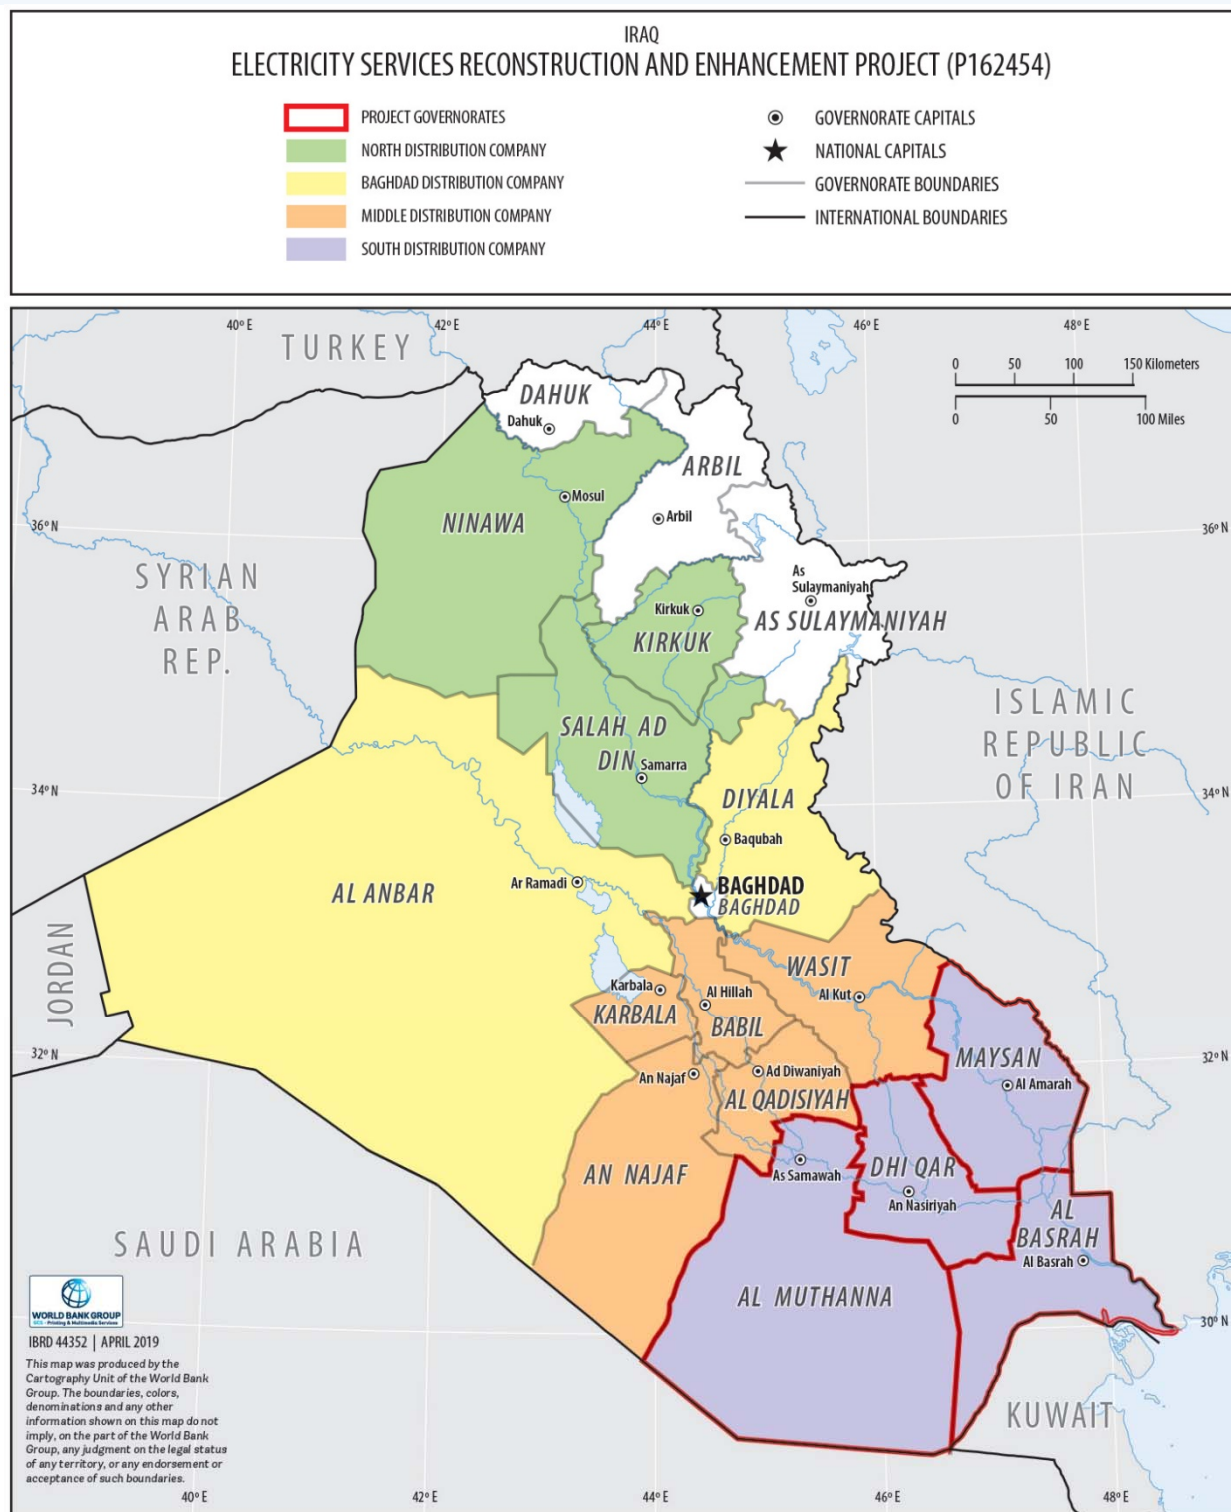 IRAQ
ELECTRICITY SERVICES RECONSTRUCTION AND ENHANCEMENT PROJECT (P162454)
PROJECT GOVERNORATES
NORTH DISTRIBUTION COMPANY
BAGHDAD DISTRIBUTION COMPANY
MIDDLE DISTRIBUTION COMPANY
SOUTH DISTRIBUTION COMPANY
GOVERNORATE CAPITALS
NATIONAL CAPITALS
GOVERNORATE BOUNDARIES
INTERNATIONAL BOUNDARIES
40° E
42° E
44° E
46° E
48° E
TURKEY
0 50 100 150 Kilometers
0 50 100 Miles
DAHUK
Dahuk
ARBIL
Mosul
Arbil
NINAWA
36° N
36° N
SYRIAN
ARAB
REP.
As
Sulaymaniyah
Kirkuk
KIRKUK
AS SULAYMANIYAH
ISLAMIC
REPUBLIC
OF IRAN
SALAH AD
DIN
Samarra
34° N
34° N
DIYALA
Baqubah
AL ANBAR
Ar Ramadi
BAGHDAD
BAGHDAD
JORDAN
WASIT
Karbala
KARBALA
Al Hillah
BABIL
Al Kut
32° N
32° N
MAYSAN
Al Amarah
An Najaf
Ad Diwaniyah
AL QADISIYAH
AN NAJAF
As Samawah
DHI QAR
An Nasiriyah
AL
BASRAH
Al Basrah
SAUDI ARABIA
AL MUTHANNA
30° N
KUWAIT
WORLD BANK GROUP
GCS – Printing & Multimedia Services
IBRD 44352 | APRIL 2019
This map was produced by the
Cartography Unit of the World Bank
Group. The boundaries, colors,
denominations and any other
information shown on this map do not
imply, on the part of the World Bank
Group, any judgment on the legal status
of any territory, or any endorsement or
acceptance of such boundaries.
40° E
42° E
44° E
46° E
48° E